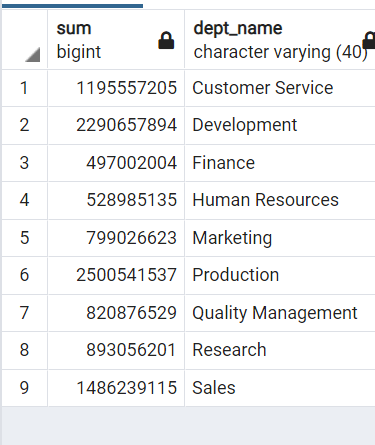 sum dept_name
bigint character varying (40)
1 1195557205 Customer Service
2 2290657894 Development
3 497002004 Finance
4 528985135 Human Resources
5 799026623 Marketing
6 2500541537 Production
7 820876529 Quality Management
8 893056201 Research
9 1486239115 Sales